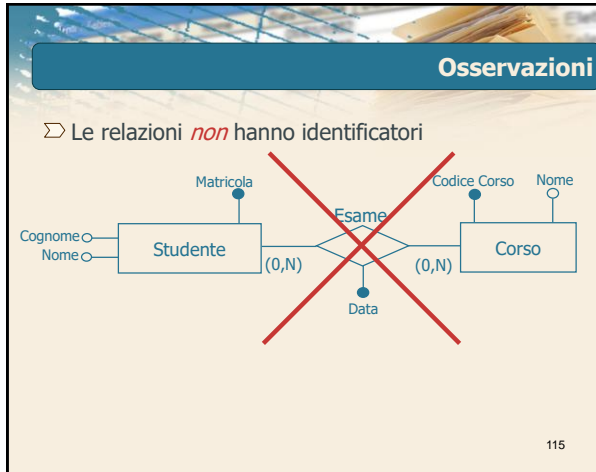 Osservazioni
Le relazioni non hanno identificatori
Matricola
Codice Corso
Nome
Esame
Cognome
Nome
Studente
Corso
(0,N)
(0,N)
Data
115